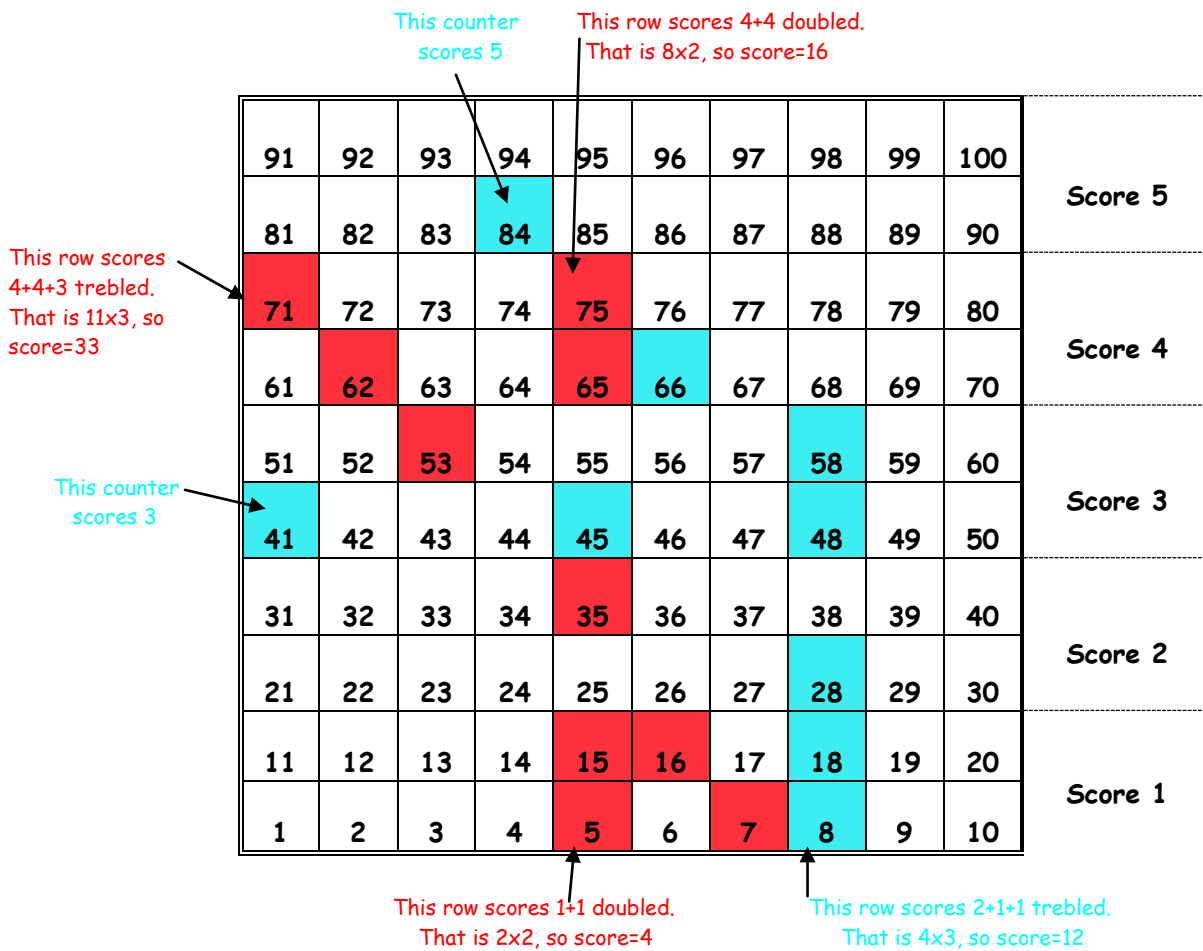 This counter
scores 5
This row scores 4+4 doubled.
That is 8x2, so score=16
91 92 93 94 95 96 97 98 99 100
Score 5
81 82 83 84 85 86 87 88 89 90
This row scores
4+4+3 trebled.
That is 11x3, so
score=33
71 72 73 74 75 76 77 78 79 80
Score 4
61 62 63 64 65 66 67 68 69 70
51 52 53 54 55 56 57 58 59 60
This counter
scores 3
Score 3
41 42 43 44 45 46 47 48 49 50
31 32 33 34 35 36 37 38 39 40
Score 2
21 22 23 24 25 26 27 28 29 30
11 12 13 14 15 16 17 18 19 20
Score 1
1 2 3 4 5 6 7 8 9 10
This row scores 1+1 doubled.
That is 2x2, so score=4
This row scores 2+1+1 trebled.
That is 4x3, so score=12